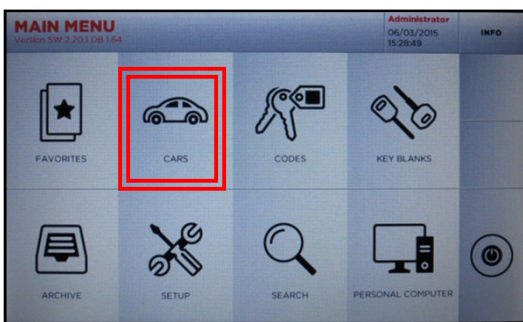 MAIN MENU
Version SW 2.20.1 DB 1.64
Administrator
06/03/2015
15:28:49
INFO
FAVORITES
CARS
CODES
KEY BLANKS
ARCHIVE
SETUP
SEARCH
PERSONAL COMPUTER